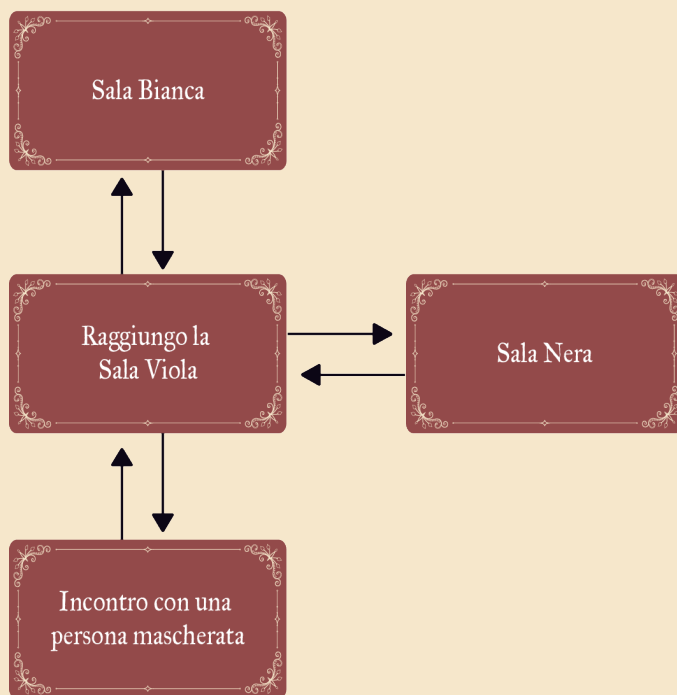 Sala Bianca
Raggiungo la
Sala Viola
Sala Nera
Incontro con una
persona mascherata